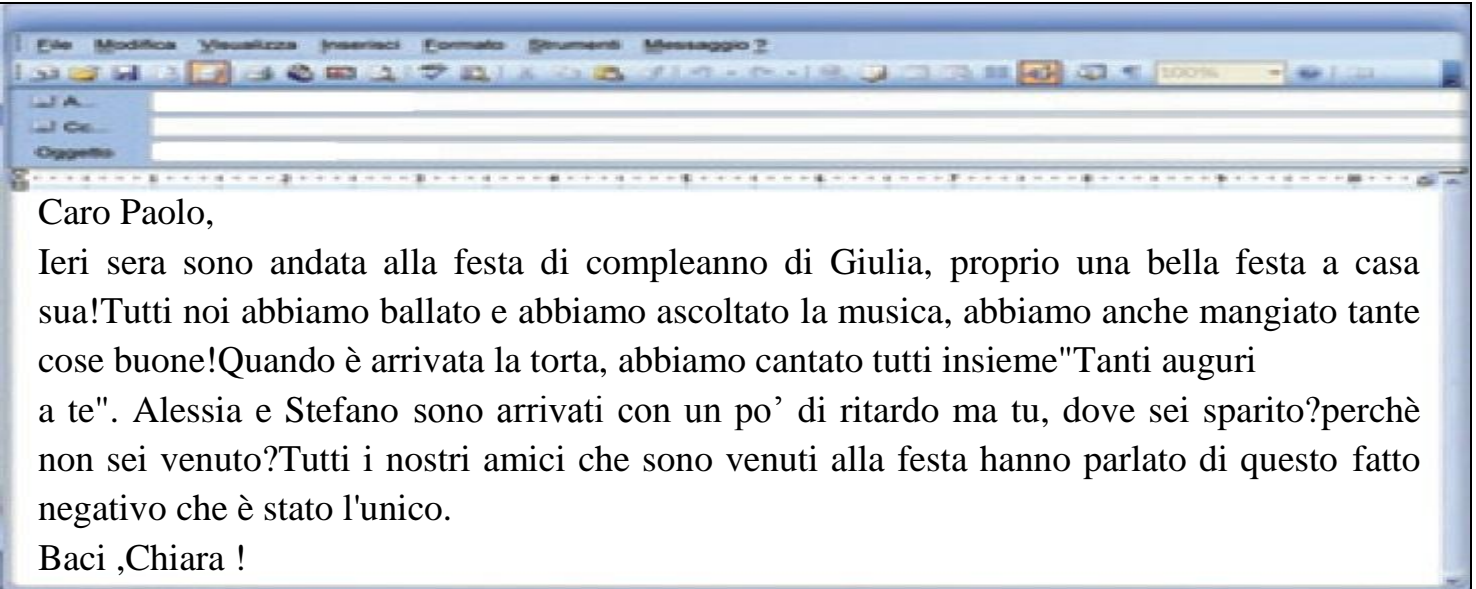 File Modifica Visualizza Inserisci Formato Strumenti Messaggio ?
100%
A...
Cc...
Oggetto
Caro Paolo,
Ieri sera sono andata alla festa di compleanno di Giulia, proprio una bella festa a casa
sua!Tutti noi abbiamo ballato e abbiamo ascoltato la musica, abbiamo anche mangiato tante
cose buone!Quando è arrivata la torta, abbiamo cantato tutti insieme"Tanti auguri
a te". Alessia e Stefano sono arrivati con un po’ di ritardo ma tu, dove sei sparito?perchè
non sei venuto?Tutti i nostri amici che sono venuti alla festa hanno parlato di questo fatto
negativo che è stato l'unico.
Baci ,Chiara !